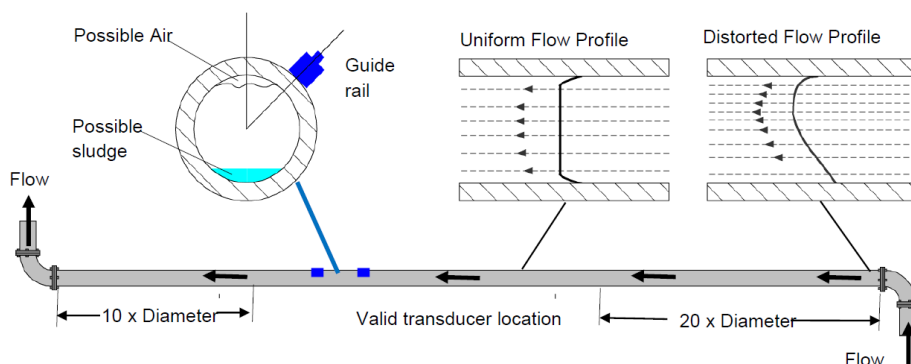 Possible Air
Guide
rail
Possible
sludge
Uniform Flow Profile
Distorted Flow Profile
Flow
10 x Diameter
Valid transducer location
20 x Diameter
Flow